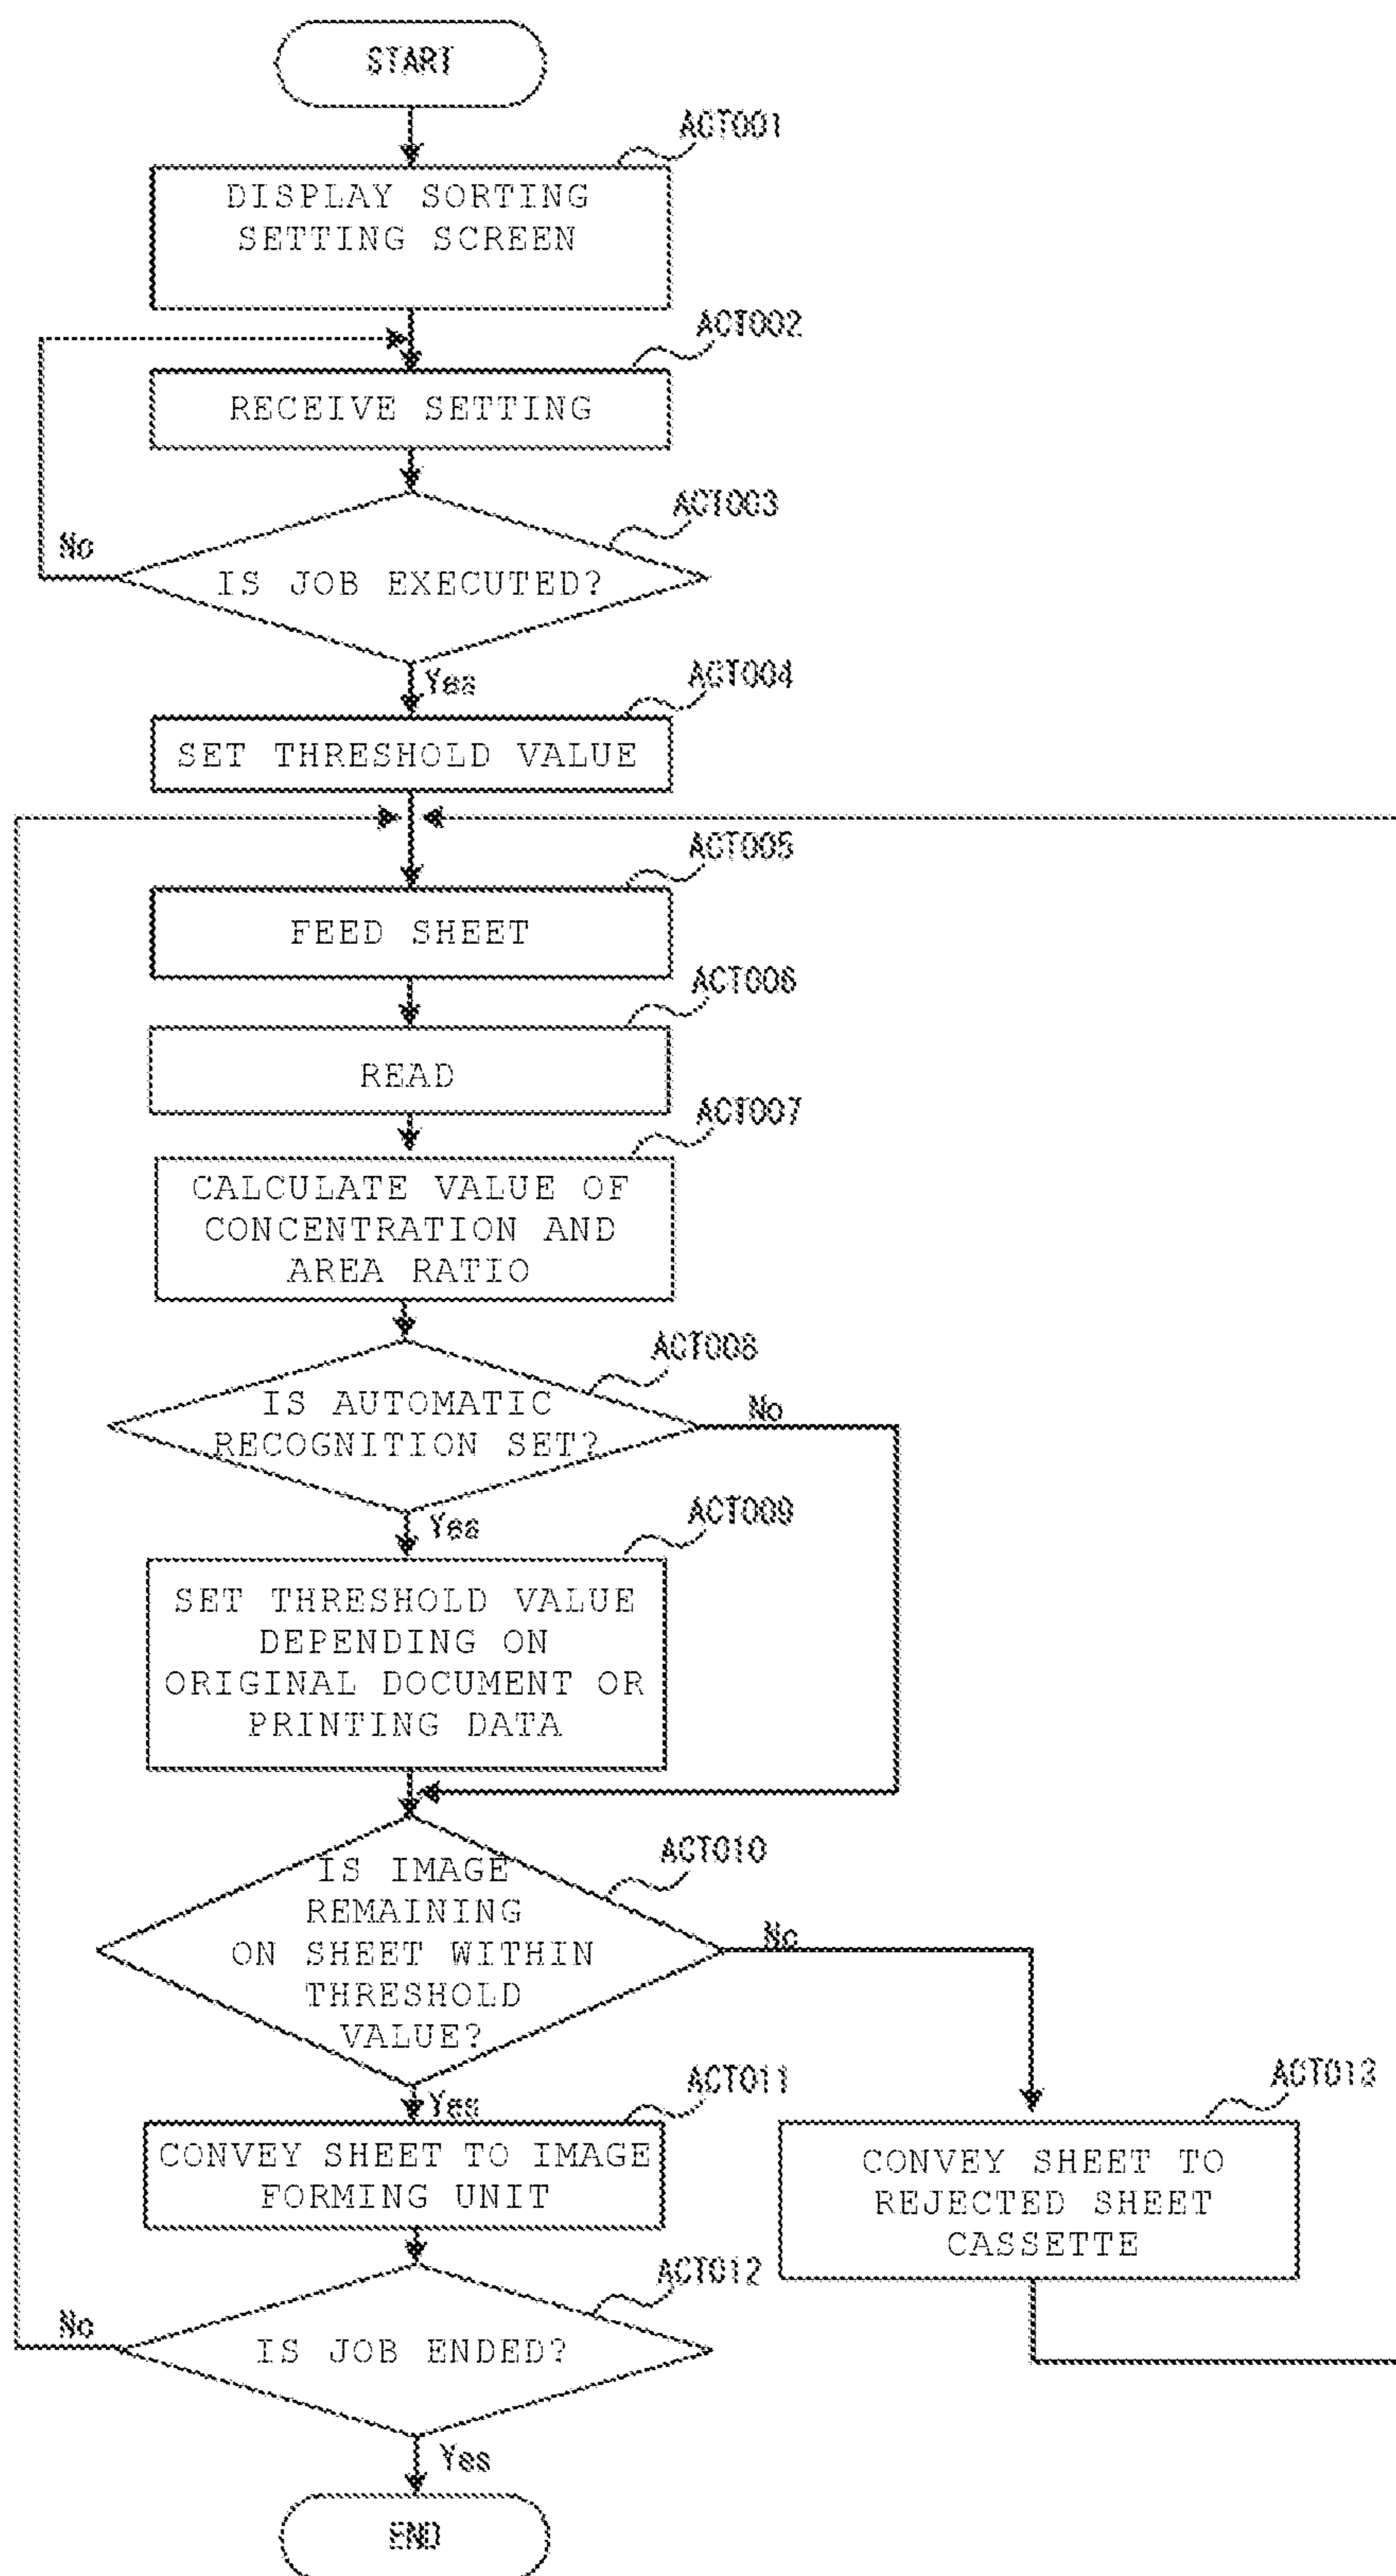 START
ACT001
DISPLAY SORTING
SETTING SCREEN
ACT002
RECEIVE SETTING
ACT003
No
IS JOB EXECUTED?
Yes
ACT004
SET THRESHOLD VALUE
ACT005
FEED SHEET
ACT006
READ
ACT007
CALCULATE VALUE OF
CONCENTRATION AND
AREA RATIO
ACT008
IS AUTOMATIC
RECOGNITION SET?
No
Yes
ACT009
SET THRESHOLD VALUE
DEPENDING ON
ORIGINAL DOCUMENT OR
PRINTING DATA
ACT010
IS IMAGE
REMAINING
ON SHEET WITHIN
THRESHOLD
VALUE?
No
Yes
ACT011
CONVEY SHEET TO IMAGE
FORMING UNIT
ACT013
CONVEY SHEET TO
REJECTED SHEET
CASSETTE
ACT012
No
IS JOB ENDED?
Yes
END